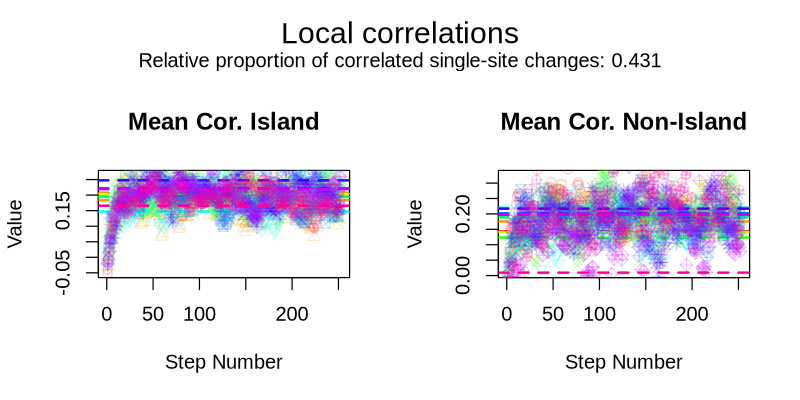 Local correlations
Relative proportion of correlated single-site changes: 0.431
Mean Cor. Island
Value
-0.05
0.15
0
50
100
200
Step Number
Mean Cor. Non-Island
Value
0.00
0.20
0
50
100
200
Step Number